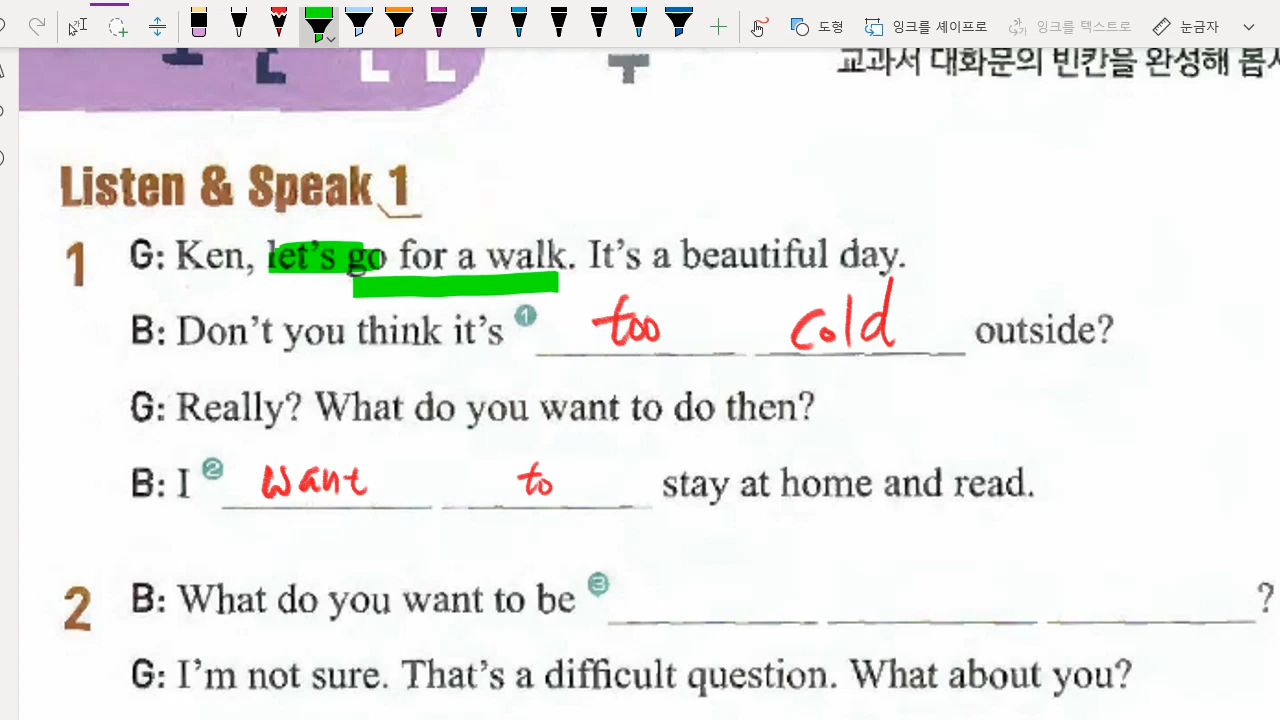 도형 잉크를 셰이프로 잉크를 텍스트로 눈금자
교과서 대화문의 빈칸을 완성해 봅시
Listen & Speak 1
1 G: Ken, let's go for a walk. It's a beautiful day.
B: Don't you think it's ① too cold outside?
G: Really? What do you want to do then?
B: I ② want to stay at home and read.
2 B: What do you want to be ③ ?
G: I'm not sure. That's a difficult question. What about you?